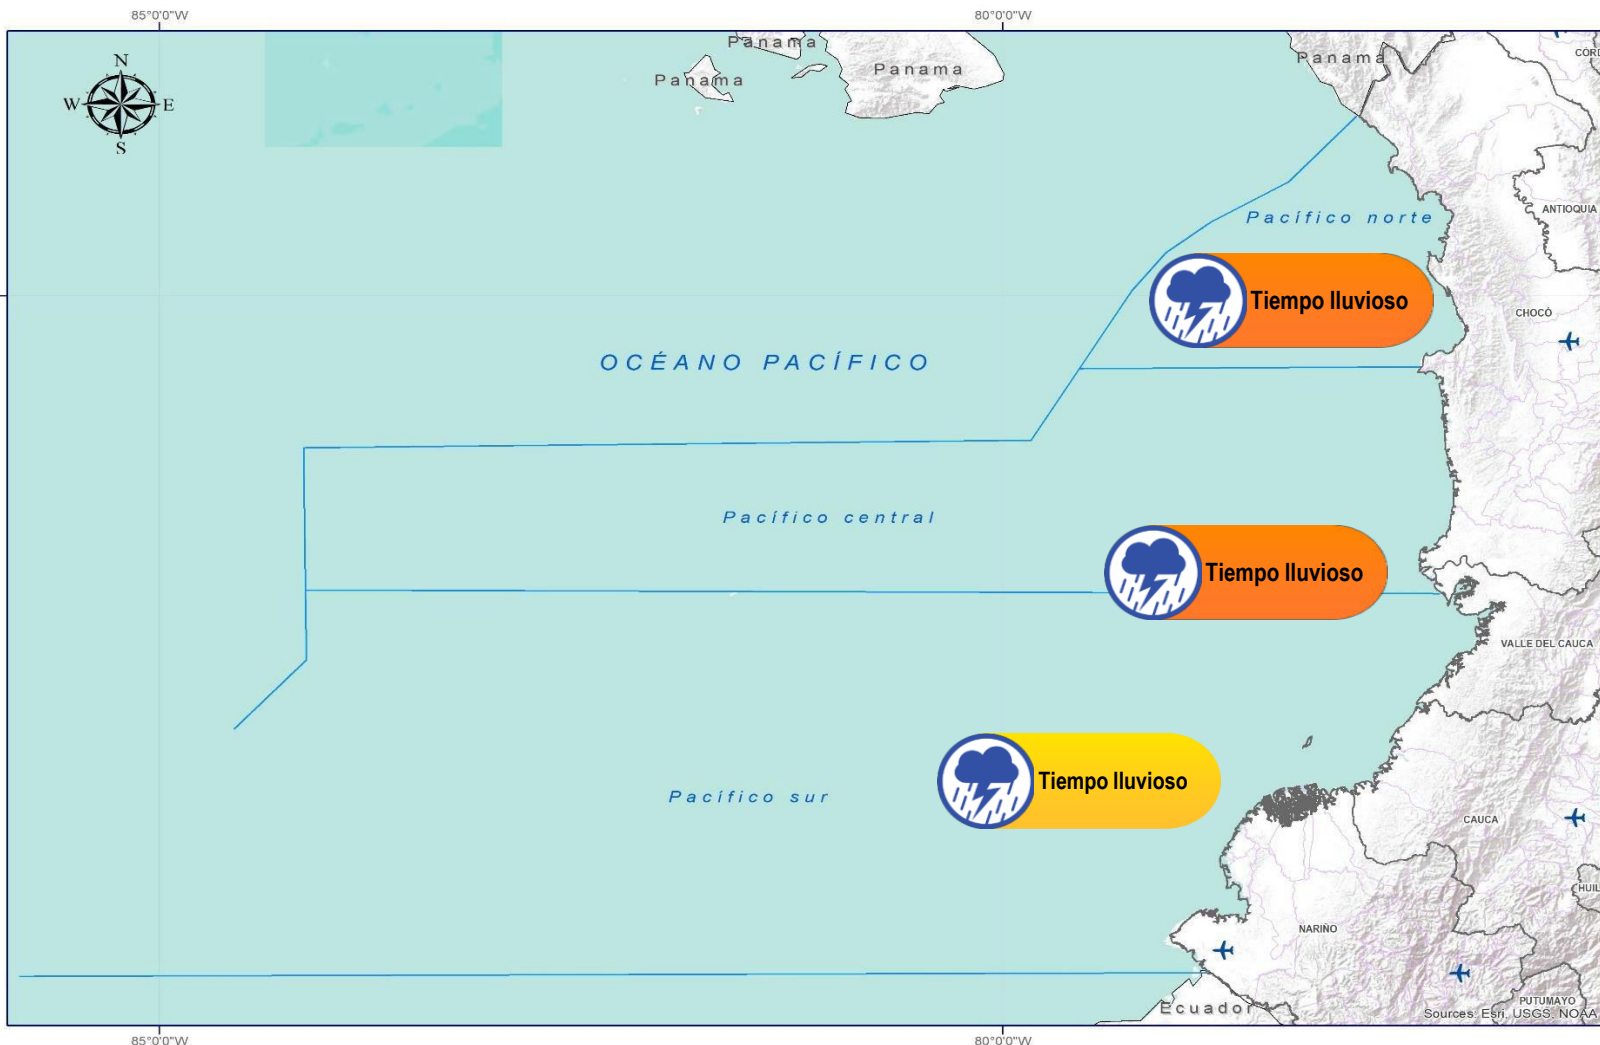 85°0'0"W
80°0'0"W
N
W
E
S
Panama
Panama
Panama
Panama
CÓRD
ANTIOQUIA
Pacífico norte
Tiempo lluvioso
CHOCÓ
OCÉANO PACÍFICO
Pacífico central
Tiempo lluvioso
VALLE DEL CAUCA
Tiempo lluvioso
Pacífico sur
CAUCA
HUIL
NARIÑO
Ecuador
PUTUMAYO
Sources: Esri, USGS, NOAA
85°0'0"W
80°0'0"W